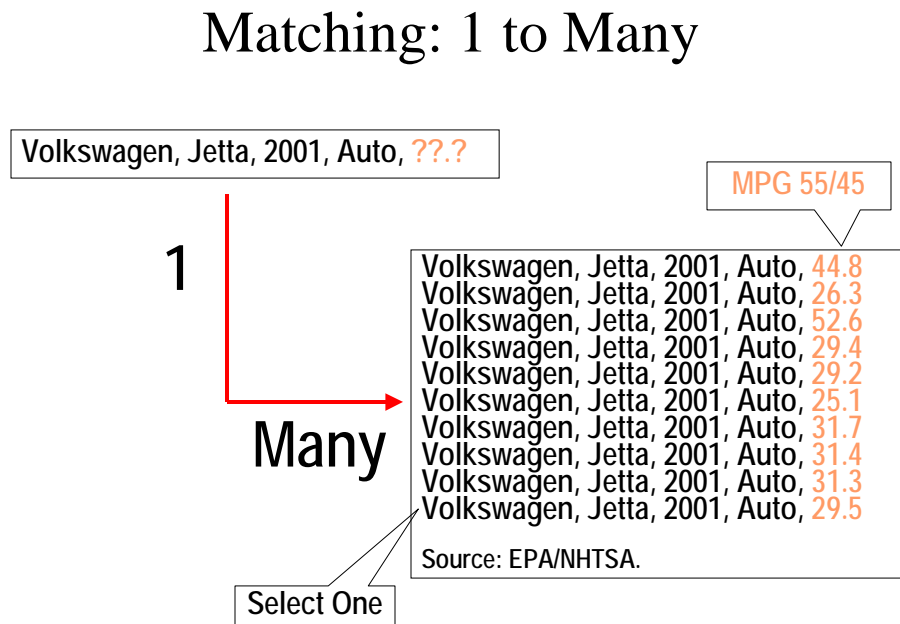 Matching: 1 to Many
Volkswagen, Jetta, 2001, Auto, ??.?
MPG 55/45
1
Many
Volkswagen, Jetta, 2001, Auto, 44.8
Volkswagen, Jetta, 2001, Auto, 26.3
Volkswagen, Jetta, 2001, Auto, 52.6
Volkswagen, Jetta, 2001, Auto, 29.4
Volkswagen, Jetta, 2001, Auto, 29.2
Volkswagen, Jetta, 2001, Auto, 25.1
Volkswagen, Jetta, 2001, Auto, 31.7
Volkswagen, Jetta, 2001, Auto, 31.4
Volkswagen, Jetta, 2001, Auto, 31.3
Volkswagen, Jetta, 2001, Auto, 29.5
Source: EPA/NHTSA.
Select One